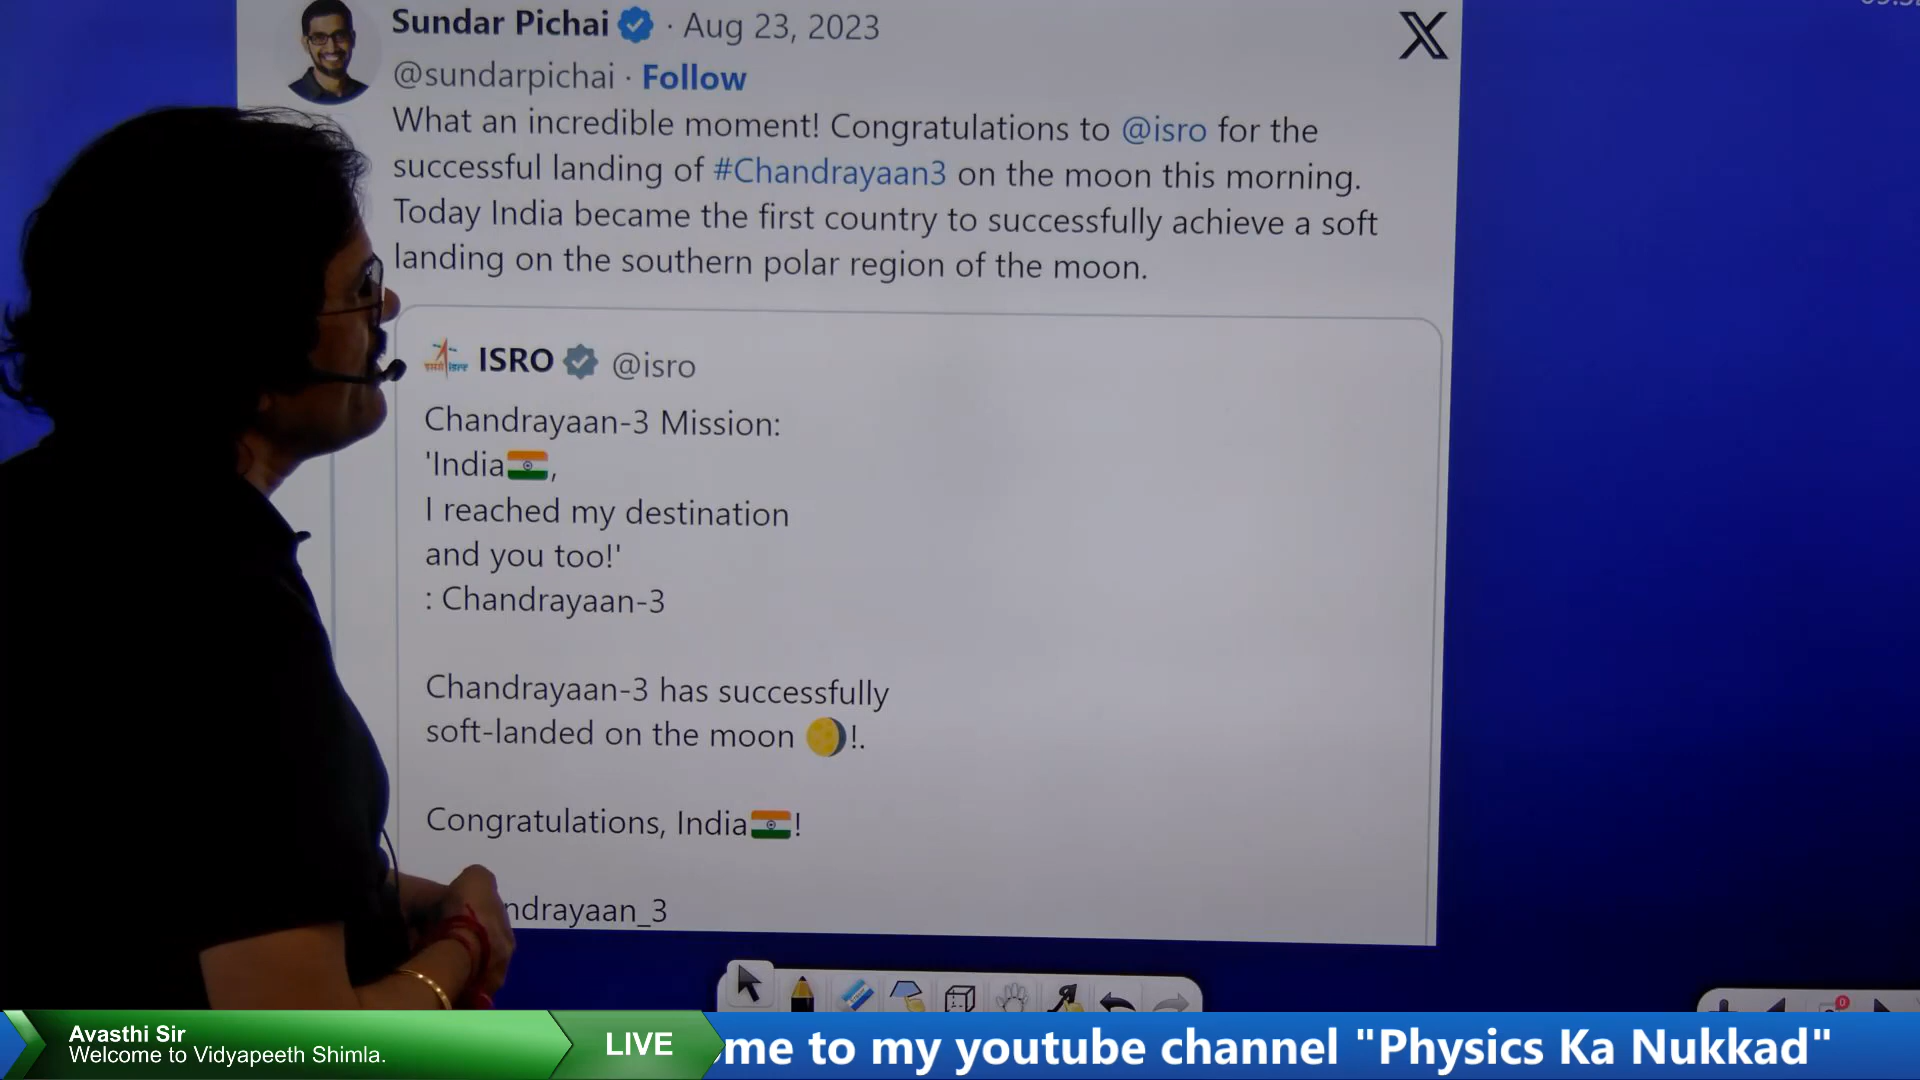 Sundar Pichai · Aug 23, 2023
@sundarpichai · Follow
What an incredible moment! Congratulations to @isro for the
successful landing of #Chandrayaan3 on the moon this morning.
Today India became the first country to successfully achieve a soft
landing on the southern polar region of the moon.
ISRO @isro
Chandrayaan-3 Mission:
'India🇮🇳,
I reached my destination
and you too!'
: Chandrayaan-3
Chandrayaan-3 has successfully
soft-landed on the moon 🌖!.
Congratulations, India🇮🇳!
ndrayaan_3
Avasthi Sir
Welcome to Vidyapeeth Shimla.
LIVE
me to my youtube channel "Physics Ka Nukkad"